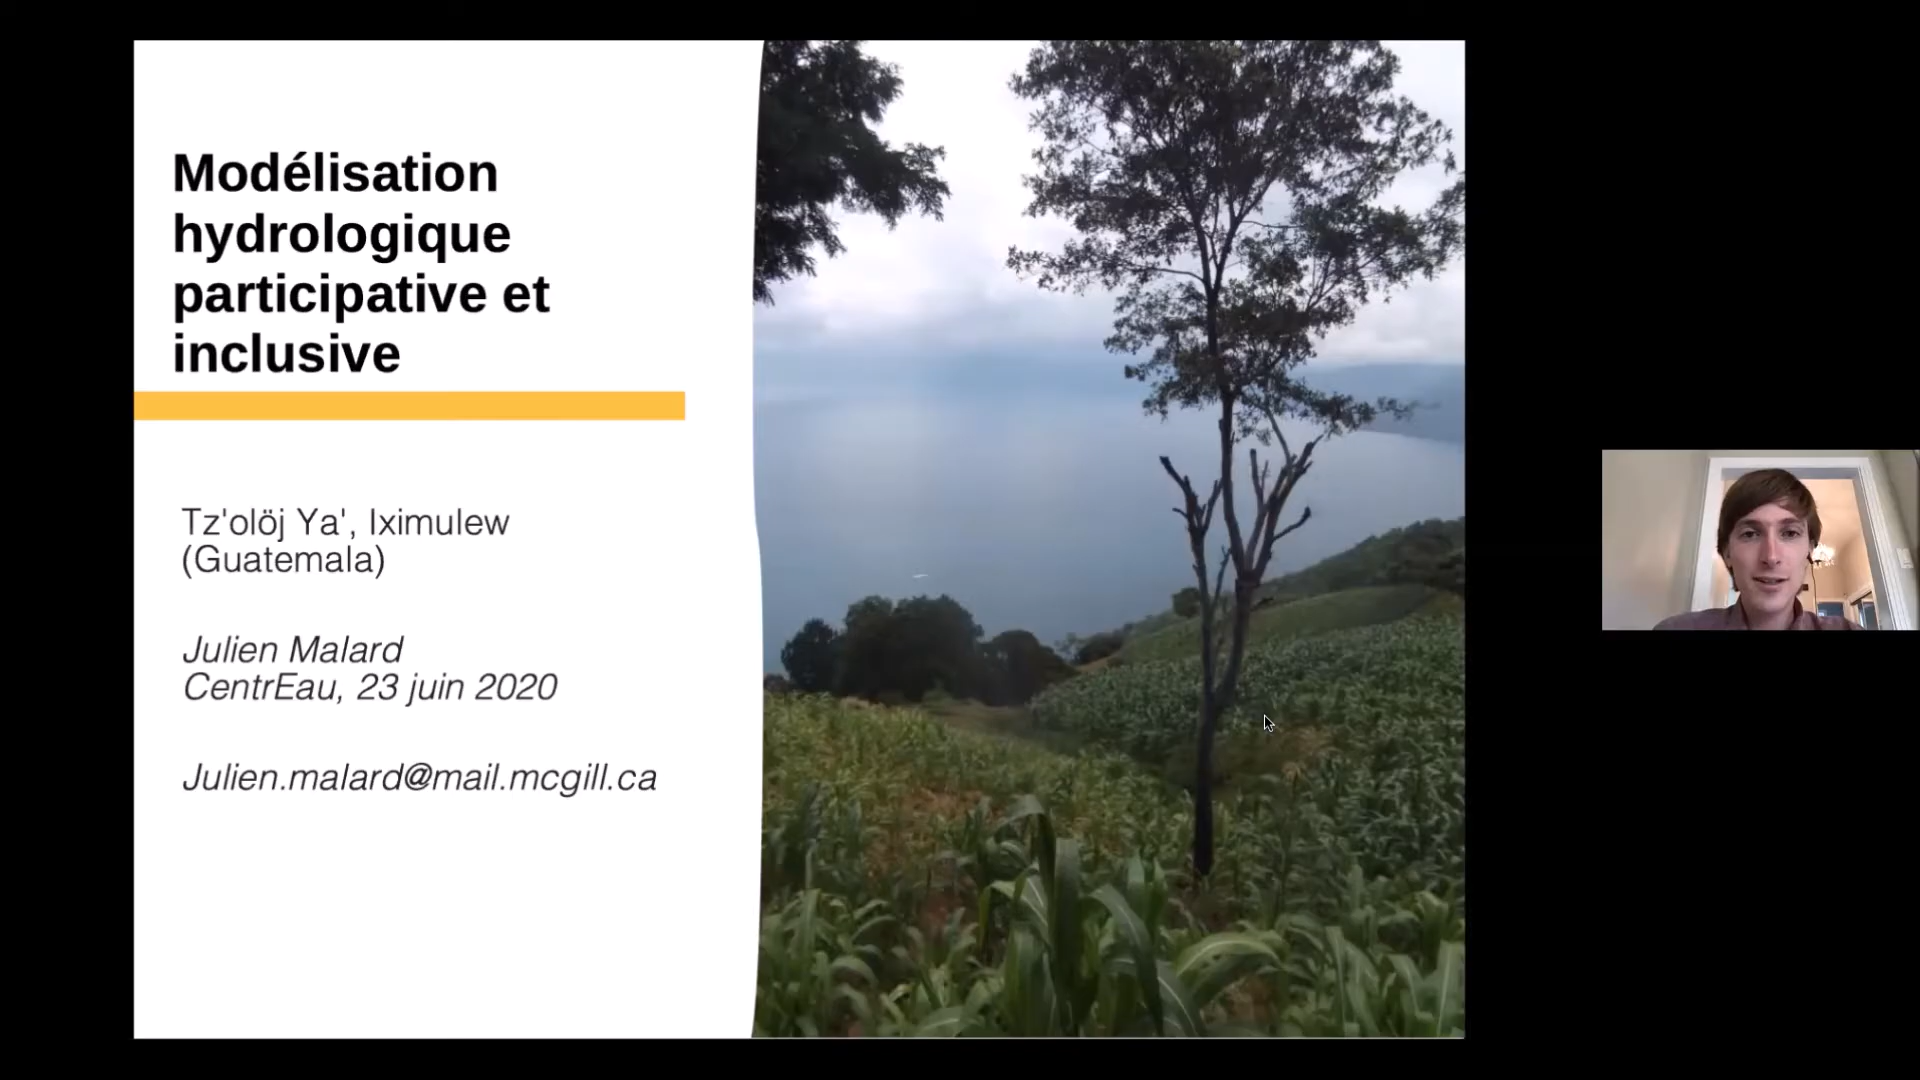 Modélisation
hydrologique
participative et
inclusive
Tz'olöj Ya', Iximulew
(Guatemala)
Julien Malard
CentrEau, 23 juin 2020
Julien.malard@mail.mcgill.ca